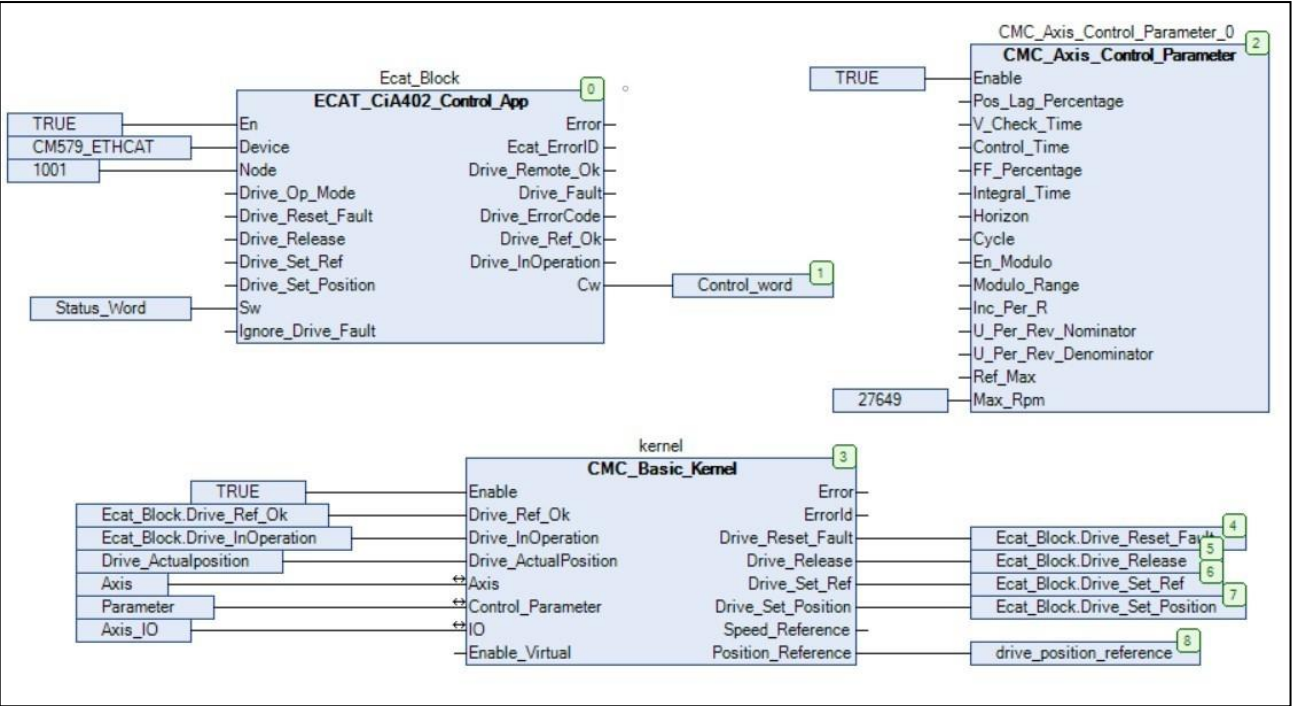 CMC_Axis_Control_Parameter_0
2
CMC_Axis_Control_Parameter
TRUE Enable
Pos_Lag_Percentage
V_Check_Time
Control_Time
FF_Percentage
Integral_Time
Horizon
Cycle
En_Modulo
Modulo_Range
Inc_Per_R
U_Per_Rev_Nominator
U_Per_Rev_Denominator
Ref_Max
27649 Max_Rpm
Ecat_Block
0
ECAT_CiA402_Control_App
TRUE En Error
CM579_ETHCAT Device Ecat_ErrorID
1001 Node Drive_Remote_Ok
Drive_Op_Mode Drive_Fault
Drive_Reset_Fault Drive_ErrorCode
Drive_Release Drive_Ref_Ok
Drive_Set_Ref Drive_InOperation
Drive_Set_Position Cw Control_word 1
Status_Word Sw
Ignore_Drive_Fault
kernel
3
CMC_Basic_Kernel
TRUE Enable Error
Ecat_Block.Drive_Ref_Ok Drive_Ref_Ok ErrorId
Ecat_Block.Drive_InOperation Drive_InOperation Drive_Reset_Fault Ecat_Block.Drive_Reset_Fault 4
Drive_Actualposition Drive_ActualPosition Drive_Release Ecat_Block.Drive_Release 5
Axis Axis Drive_Set_Ref Ecat_Block.Drive_Set_Ref 6
Parameter Control_Parameter Drive_Set_Position Ecat_Block.Drive_Set_Position 7
Axis_IO IO Speed_Reference
Enable_Virtual Position_Reference drive_position_reference 8